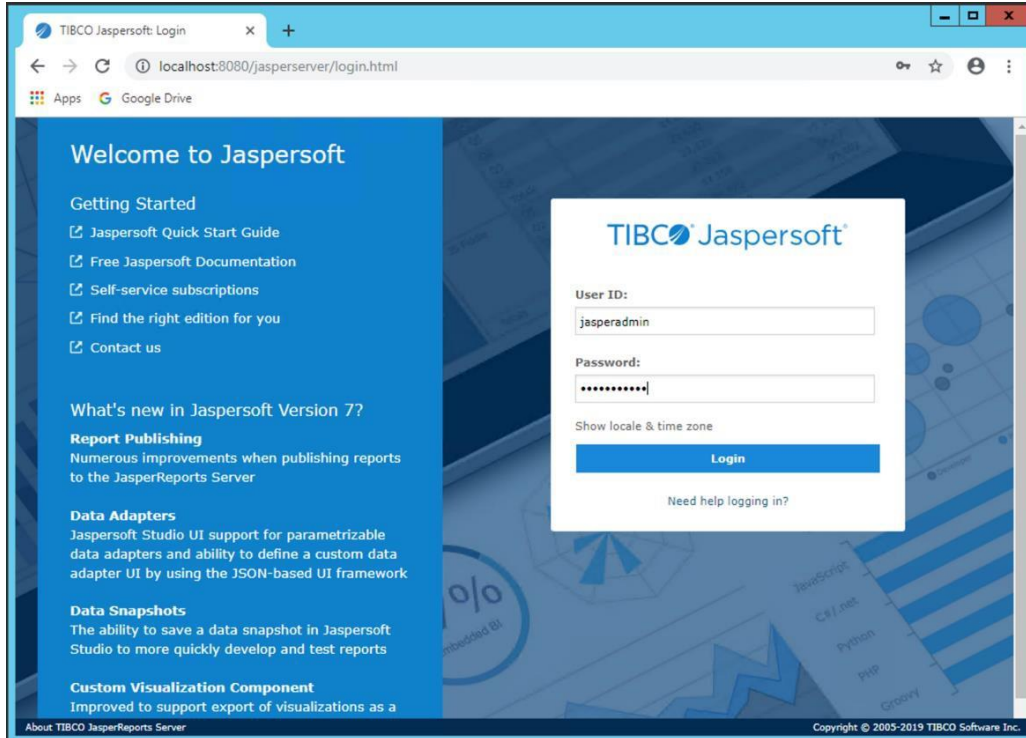 TIBCO Jaspersoft: Login
localhost:8080/jasperserver/login.html
Apps
G Google Drive
Welcome to Jaspersoft
Getting Started
Jaspersoft Quick Start Guide
Free Jaspersoft Documentation
Self-service subscriptions
Find the right edition for you
Contact us
What's new in Jaspersoft Version 7?
Report Publishing
Numerous improvements when publishing reports
to the JasperReports Server
Data Adapters
Jaspersoft Studio UI support for parametrizable
data adapters and ability to define a custom data
adapter UI by using the JSON-based UI framework
Data Snapshots
The ability to save a data snapshot in Jaspersoft
Studio to more quickly develop and test reports
Custom Visualization Component
Improved to support export of visualizations as a
TIBCO Jaspersoft
User ID:
jasperadmin
Password:
•••••••••••
Show locale & time zone
Login
Need help logging in?
%
embedded BI
Developer
JavaScript
C#/.net
Python
PHP
Groovy
About TIBCO JasperReports Server
Copyright © 2005-2019 TIBCO Software Inc.